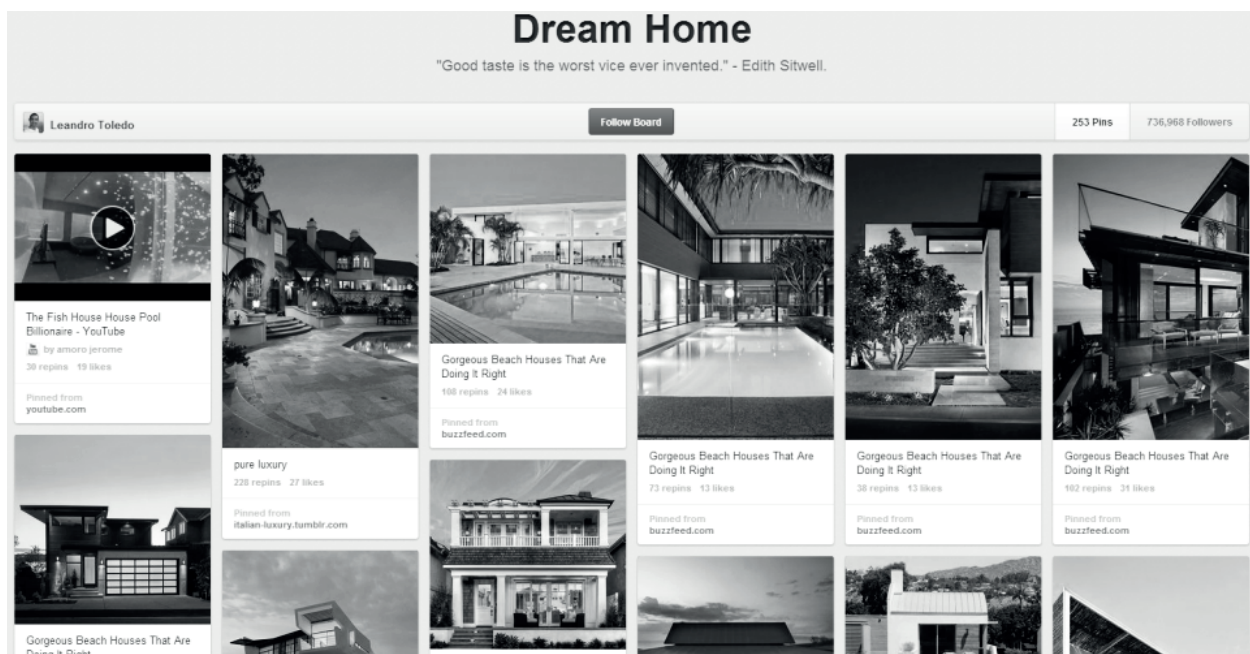 Dream Home
"Good taste is the worst vice ever invented." - Edith Sitwell.
Leandro Toledo
Follow Board
253 Pins
736,968 Followers
The Fish House House Pool
Billionaire - YouTube
by amoro jerome
30 repins 19 likes
Pinned from
youtube.com
Gorgeous Beach Houses That Are
Doing It Right
pure luxury
228 repins 27 likes
Pinned from
italian-luxury.tumblr.com
Gorgeous Beach Houses That Are
Doing It Right
108 repins 24 likes
Pinned from
buzzfeed.com
Gorgeous Beach Houses That Are
Doing It Right
73 repins 13 likes
Pinned from
buzzfeed.com
Gorgeous Beach Houses That Are
Doing It Right
38 repins 13 likes
Pinned from
buzzfeed.com
Gorgeous Beach Houses That Are
Doing It Right
102 repins 31 likes
Pinned from
buzzfeed.com